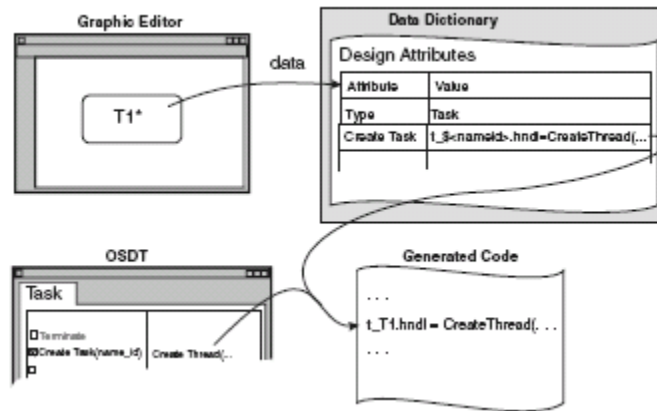 Graphic Editor
T1*
data
Data Dictionary
Design Attributes
Attribute Value
Type Task
Create Task t_$<nameId>.hndl=CreateThread(...
OSDT
Task
Terminate
Create Task(name_id) Create Thread(...
Generated Code
. . .
t_T1.hndl = CreateThread(. . .
. . .